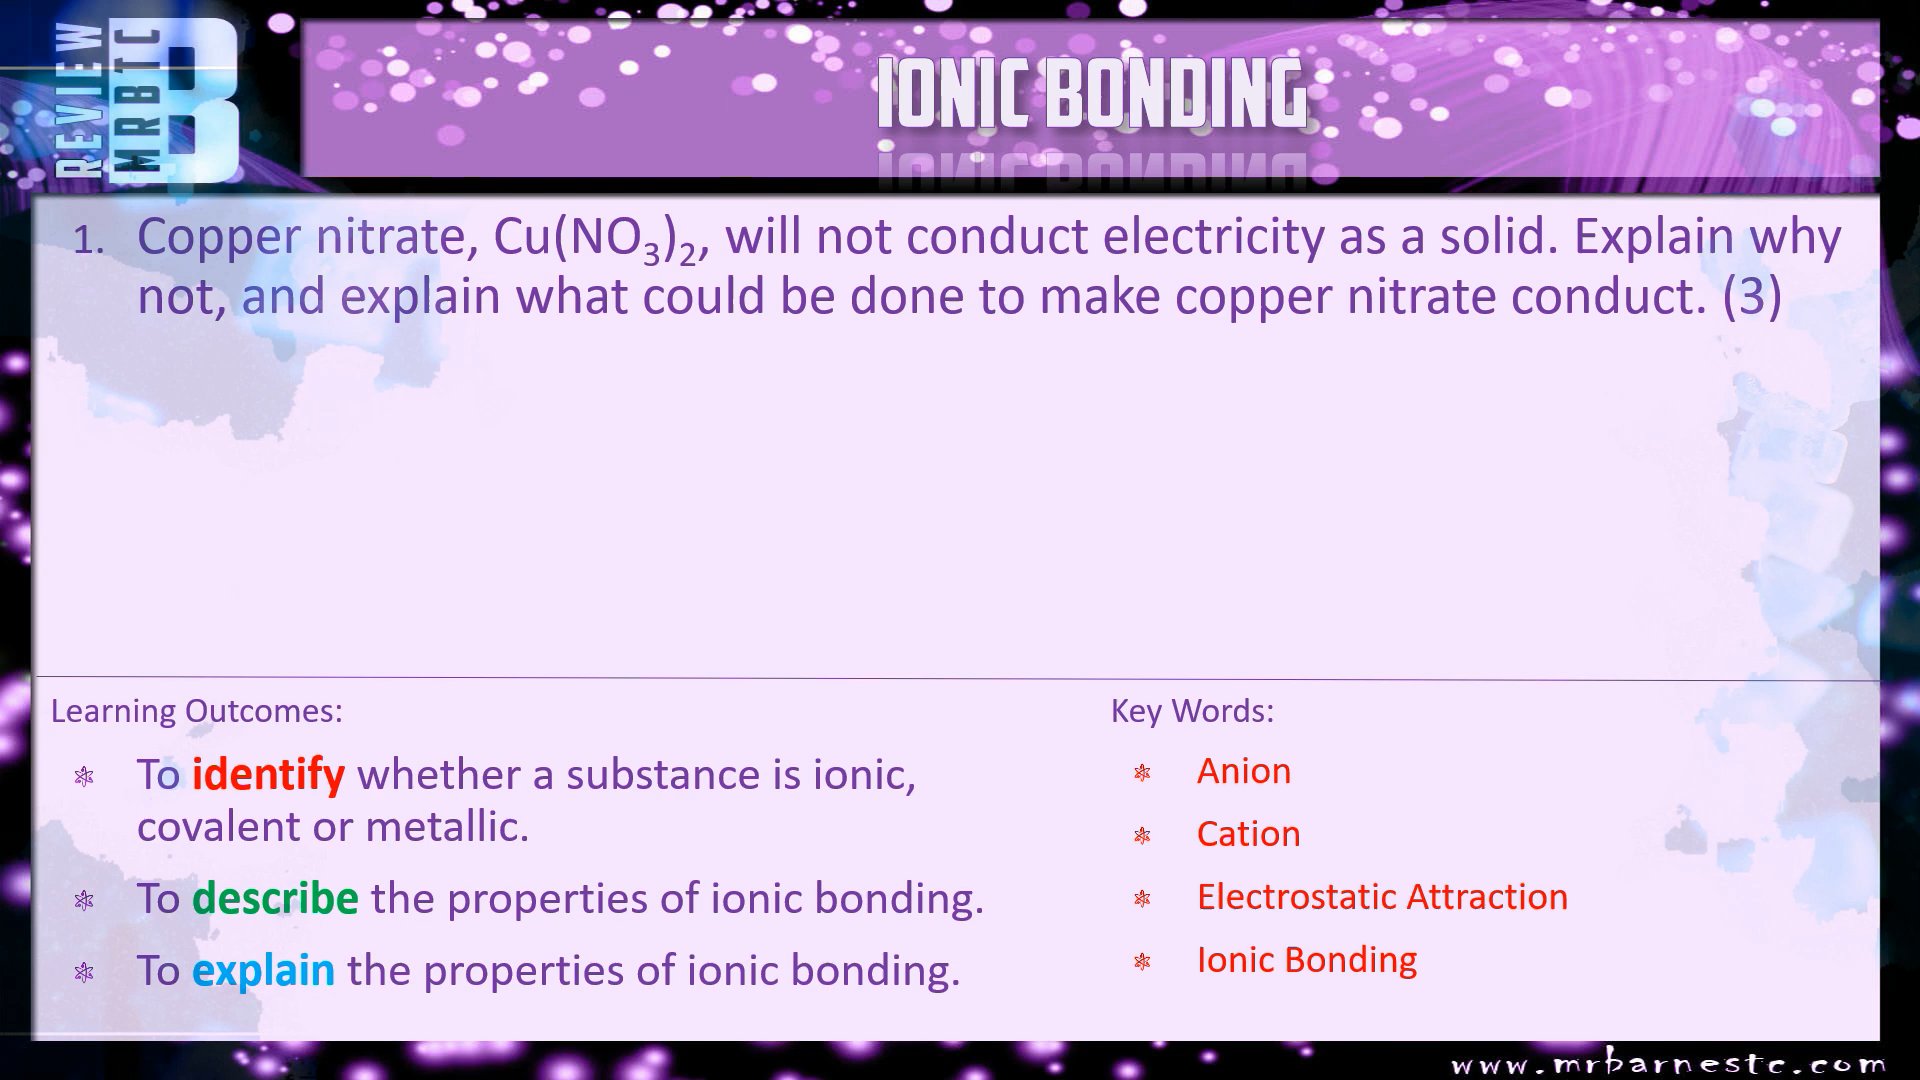 REVIEW
MRBTC
B
IONIC BONDING
1. Copper nitrate, Cu(NO₃)₂, will not conduct electricity as a solid. Explain why
not, and explain what could be done to make copper nitrate conduct. (3)
Learning Outcomes:
To identify whether a substance is ionic,
covalent or metallic.
To describe the properties of ionic bonding.
To explain the properties of ionic bonding.
Key Words:
Anion
Cation
Electrostatic Attraction
Ionic Bonding
www.mrbarnestc.com